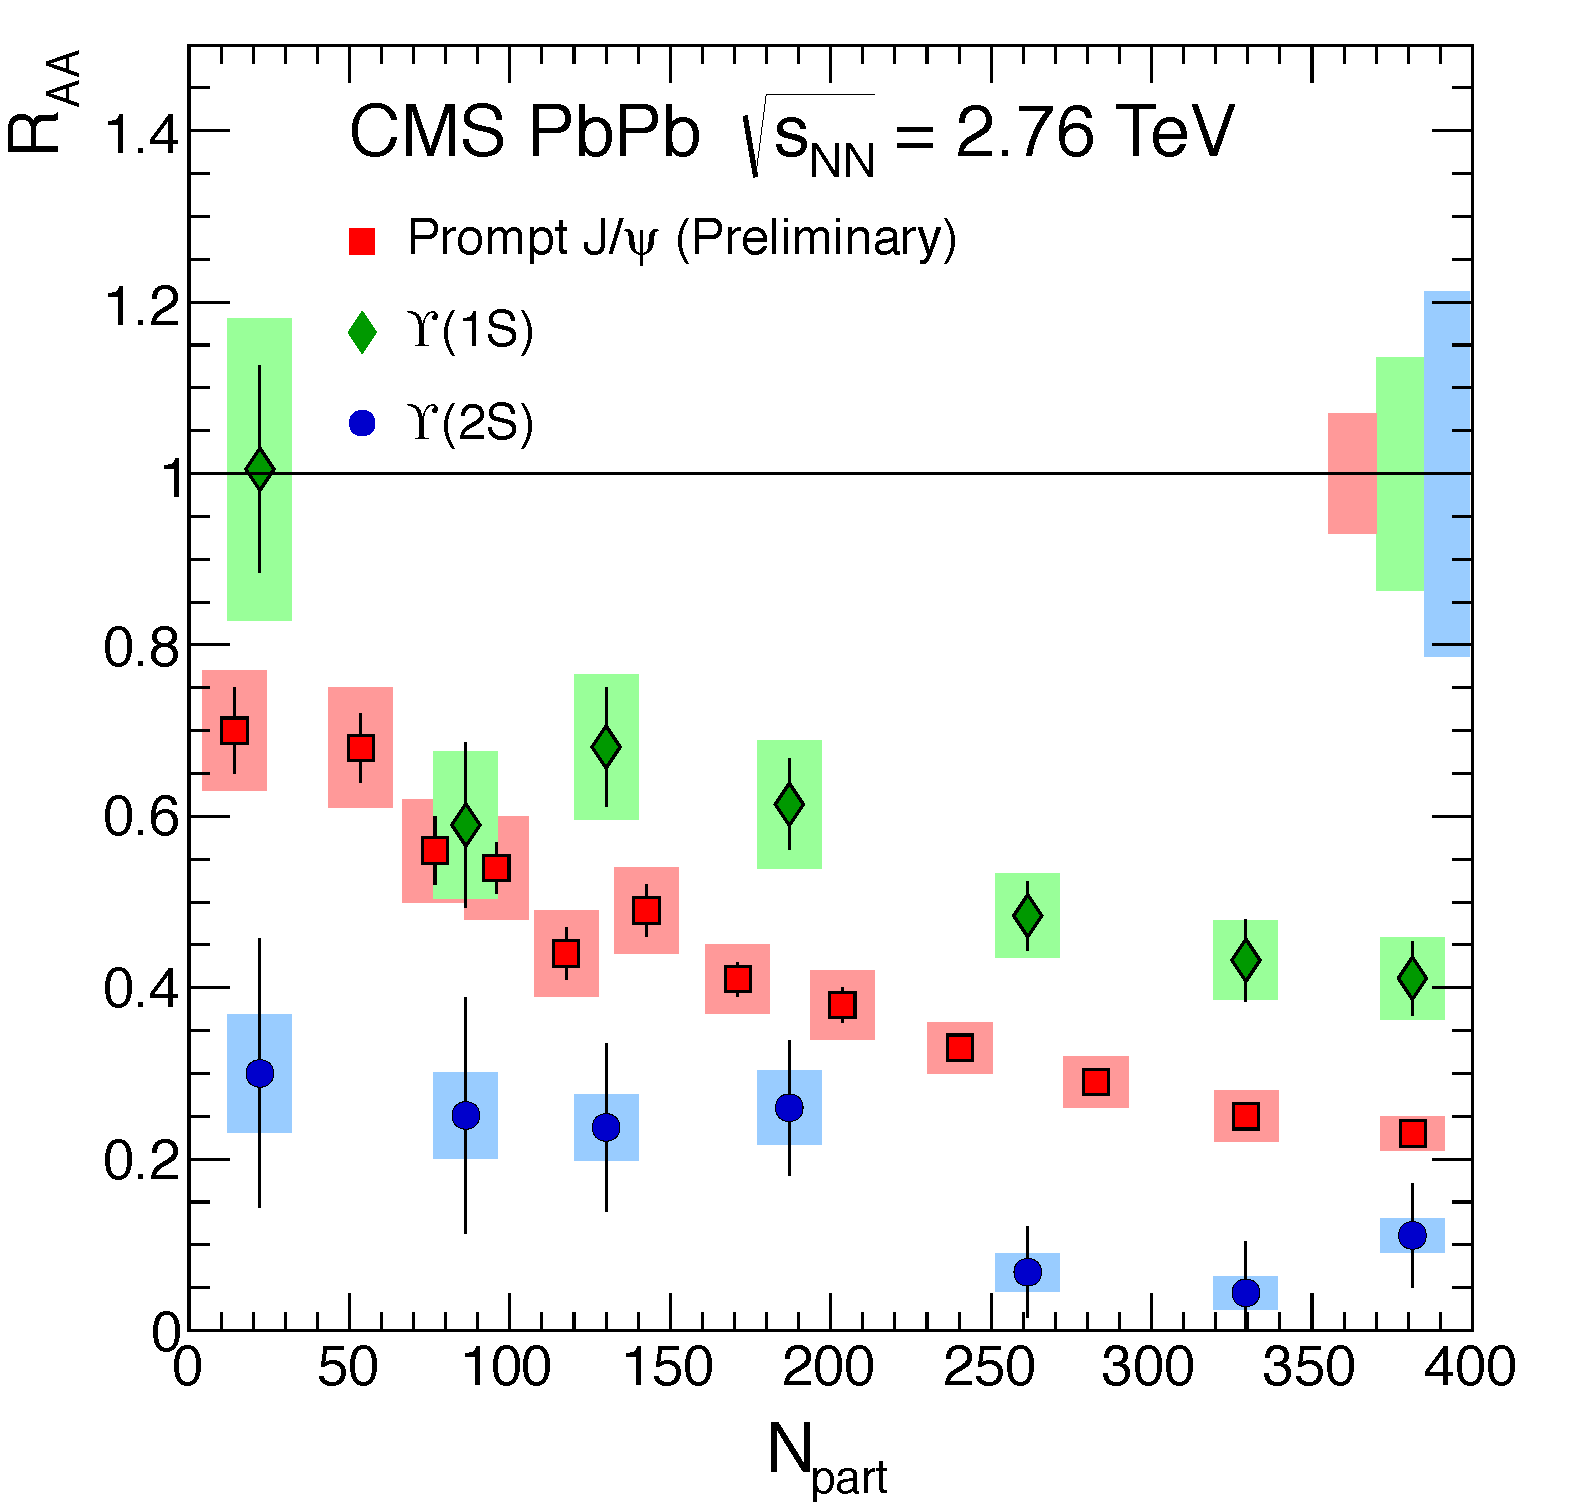 R_AA
CMS PbPb √s_NN = 2.76 TeV
Prompt J/ψ (Preliminary)
ϒ(1S)
ϒ(2S)
1.4
1.2
1
0.8
0.6
0.4
0.2
0
0 50 100 150 200 250 300 350 400
N_part